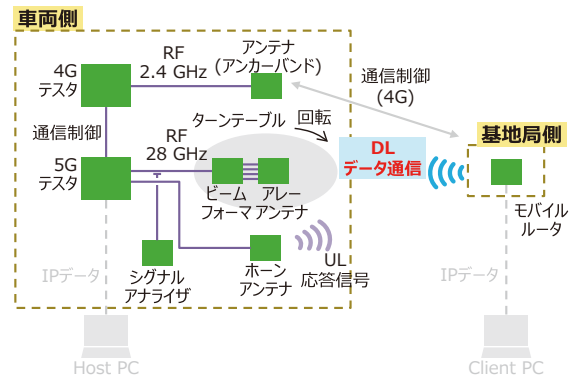 車両側
4G
テスタ
RF
2.4 GHz
アンテナ
(アンカーバンド)
通信制御
(4G)
通信制御
ターンテーブル
回転
RF
28 GHz
5G
テスタ
ビーム
フォーマ
アレー
アンテナ
DL
データ通信
基地局側
モバイル
ルータ
シグナル
アナライザ
ホーン
アンテナ
UL
応答信号
IPデータ
IPデータ
Host PC
Client PC